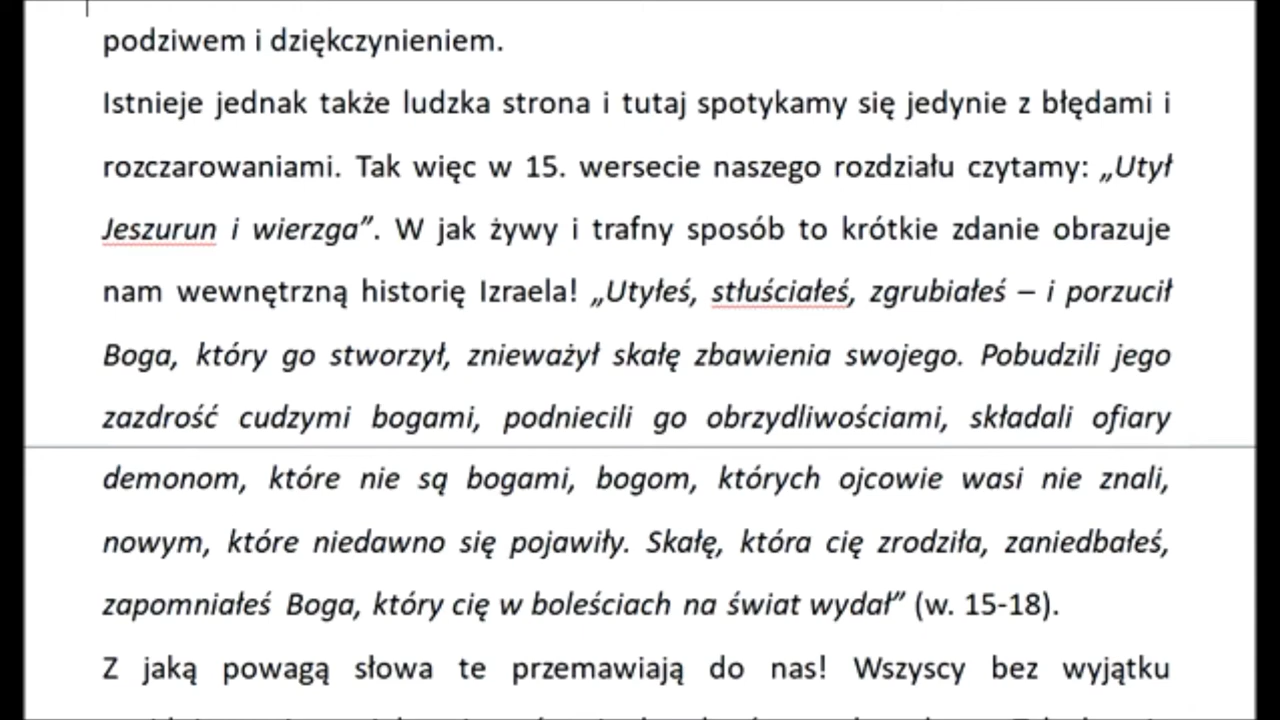 podziwem i dziękczynieniem.
Istnieje jednak także ludzka strona i tutaj spotykamy się jedynie z błędami i
rozczarowaniami. Tak więc w 15. wersecie naszego rozdziału czytamy: „Utył
Jeszurun i wierzga”. W jak żywy i trafny sposób to krótkie zdanie obrazuje
nam wewnętrzną historię Izraela! „Utyłeś, stłuściałeś, zgrubiałeś – i porzucił
Boga, który go stworzył, znieważył skałę zbawienia swojego. Pobudzili jego
zazdrość cudzymi bogami, podniecili go obrzydliwościami, składali ofiary
demonom, które nie są bogami, bogom, których ojcowie wasi nie znali,
nowym, które niedawno się pojawiły. Skałę, która cię zrodziła, zaniedbałeś,
zapomniałeś Boga, który cię w boleściach na świat wydał” (w. 15-18).
Z jaką powagą słowa te przemawiają do nas! Wszyscy bez wyjątku